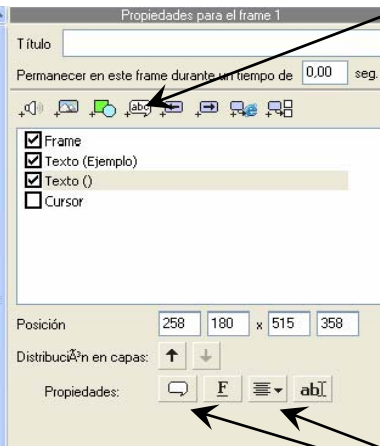 Propiedades para el frame 1
Título
Permanecer en este frame durante un tiempo de 0,00 seg.
abc
Frame
Texto (Ejemplo)
Texto ()
Cursor
Posición 258 180 x 515 358
DistribuciÃ³n en capas:
Propiedades: F abI